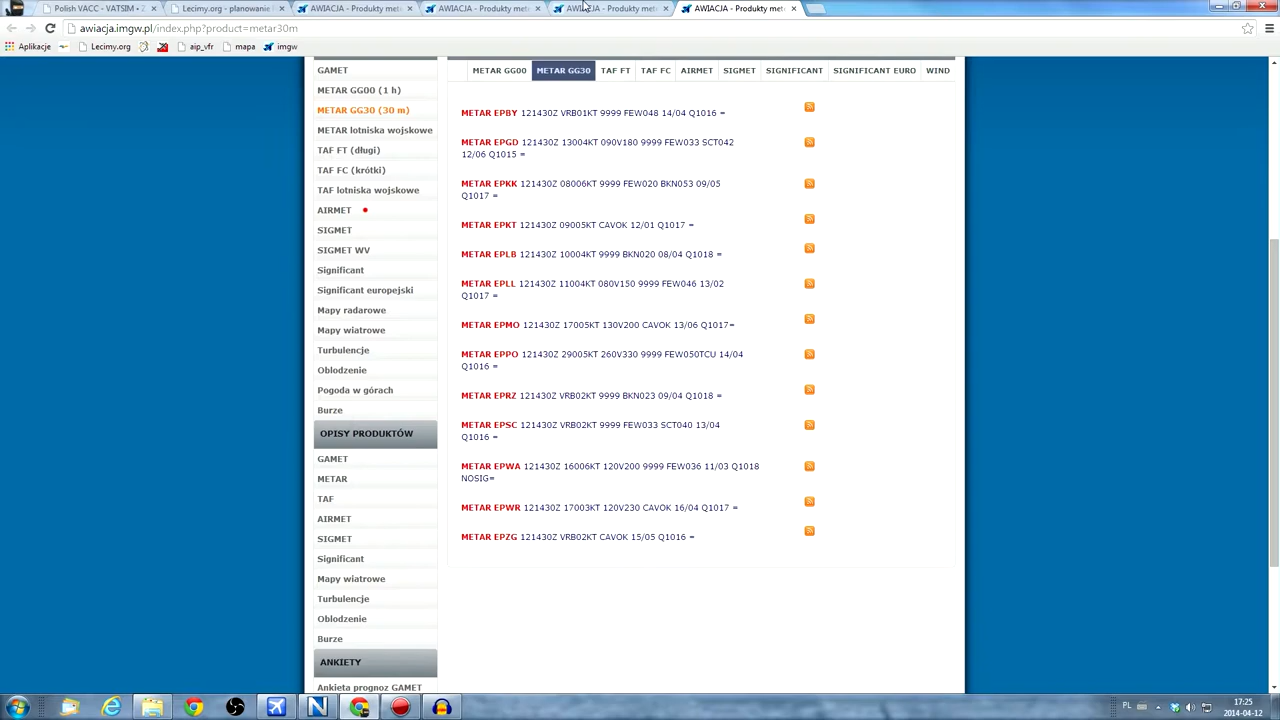 Polish VACC - VATSIM • Z
Lecimy.org - planowanie
AWIACJA - Produkty mete
AWIACJA - Produkty mete
AWIACJA - Produkty mete
AWIACJA - Produkty mete
awiacja.imgw.pl/index.php?product=metar30m
Aplikacje Lecimy.org aip_vfr mapa imgw
GAMET
METAR GG00 (1 h)
METAR GG30 (30 m)
METAR lotniska wojskowe
TAF FT (długi)
TAF FC (krótki)
TAF lotniska wojskowe
AIRMET
SIGMET
SIGMET WV
Significant
Significant europejski
Mapy radarowe
Mapy wiatrowe
Turbulencje
Oblodzenie
Pogoda w górach
Burze
OPISY PRODUKTÓW
GAMET
METAR
TAF
AIRMET
SIGMET
Significant
Mapy wiatrowe
Turbulencje
Oblodzenie
Burze
ANKIETY
Ankieta prognoz GAMET
METAR GG00 METAR GG30 TAF FT TAF FC AIRMET SIGMET SIGNIFICANT SIGNIFICANT EURO WIND
METAR EPBY 121430Z VRB01KT 9999 FEW048 14/04 Q1016 =
METAR EPGD 121430Z 13004KT 090V180 9999 FEW033 SCT042
12/06 Q1015 =
METAR EPKK 121430Z 08006KT 9999 FEW020 BKN053 09/05
Q1017 =
METAR EPKT 121430Z 09005KT CAVOK 12/01 Q1017 =
METAR EPLB 121430Z 10004KT 9999 BKN020 08/04 Q1018 =
METAR EPLL 121430Z 11004KT 080V150 9999 FEW046 13/02
Q1017 =
METAR EPMO 121430Z 17005KT 130V200 CAVOK 13/06 Q1017=
METAR EPPO 121430Z 29005KT 260V330 9999 FEW050TCU 14/04
Q1016 =
METAR EPRZ 121430Z VRB02KT 9999 BKN023 09/04 Q1018 =
METAR EPSC 121430Z VRB02KT 9999 FEW033 SCT040 13/04
Q1016 =
METAR EPWA 121430Z 16006KT 120V200 9999 FEW036 11/03 Q1018
NOSIG=
METAR EPWR 121430Z 17003KT 120V230 CAVOK 16/04 Q1017 =
METAR EPZG 121430Z VRB02KT CAVOK 15/05 Q1016 =
PL
17:25
2014-04-12